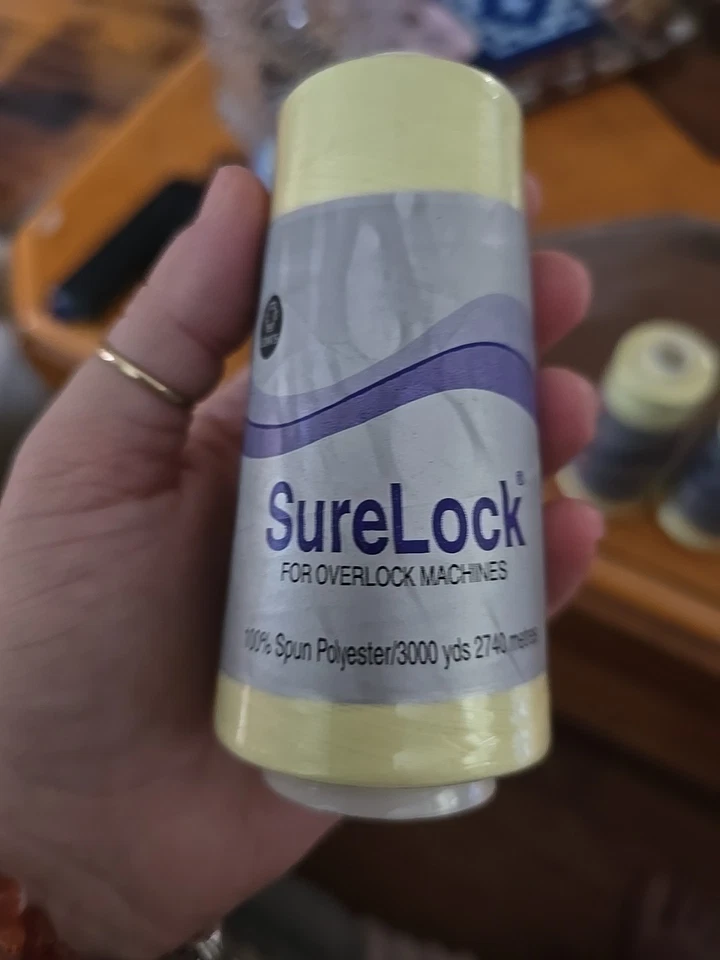 SureLock®
FOR OVERLOCK MACHINES
100% Spun Polyester/3000 yds 2740 metres